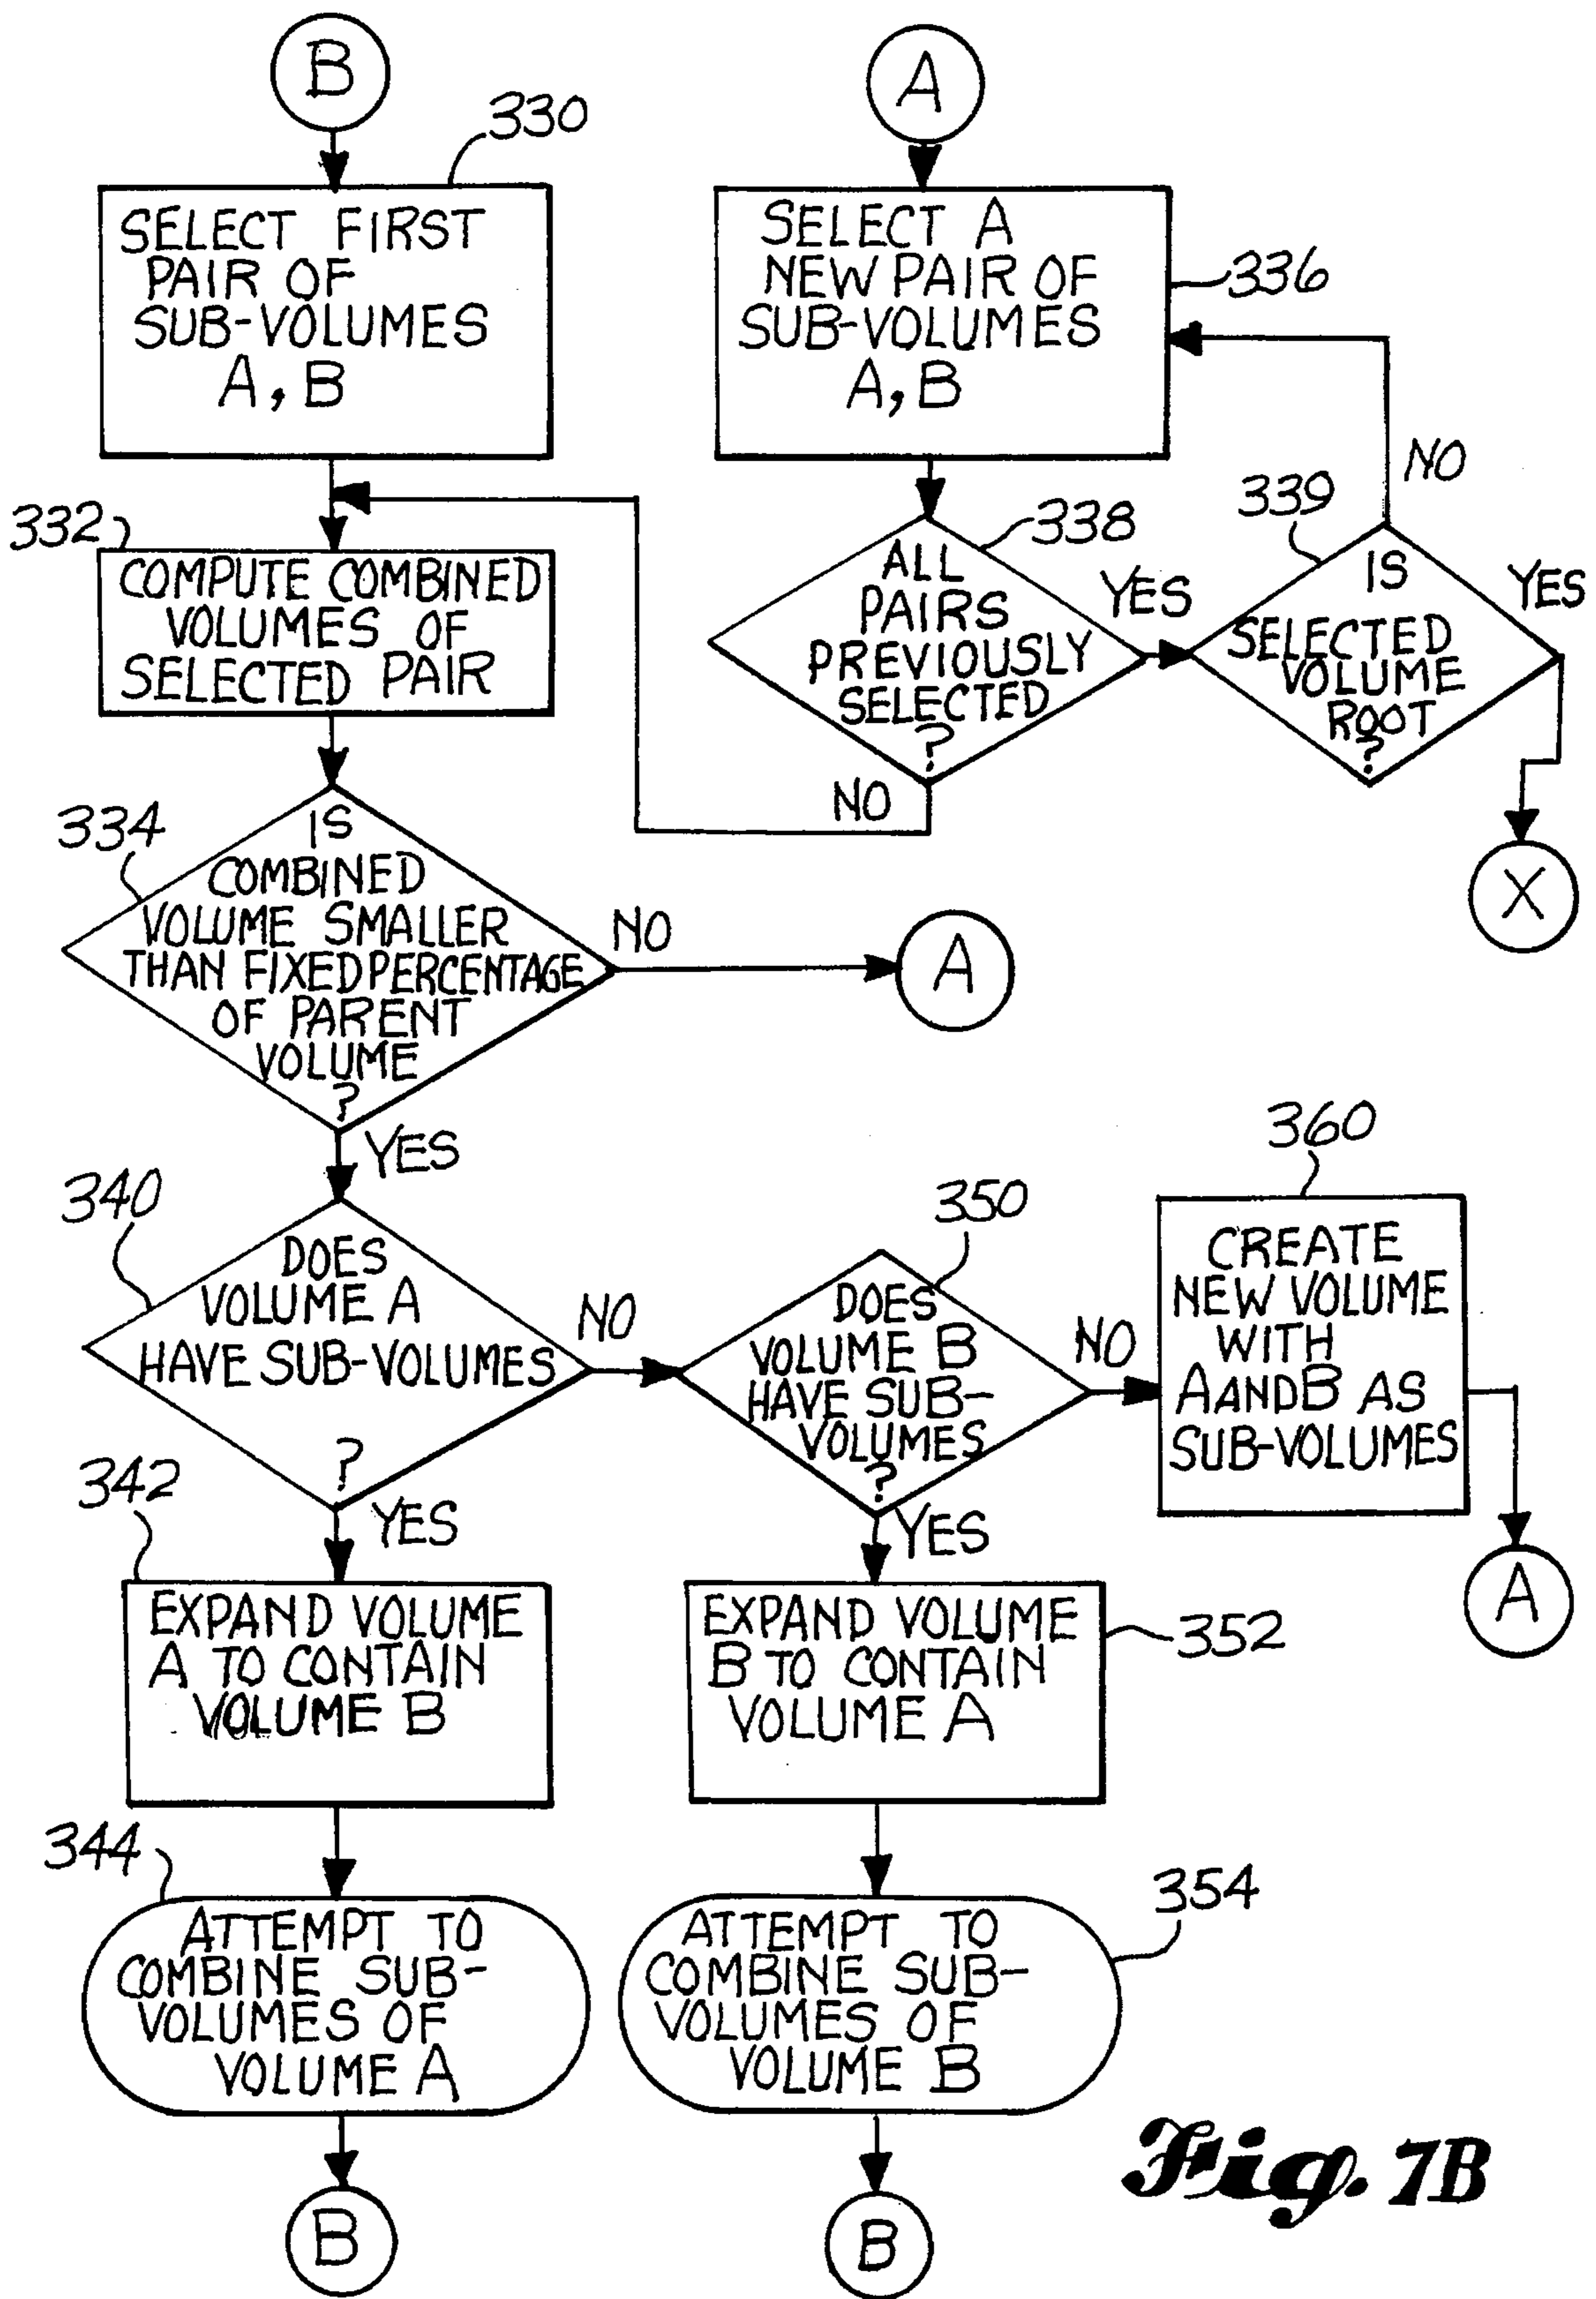 B
330
SELECT FIRST
PAIR OF
SUB-VOLUMES
A, B
A
SELECT A
NEW PAIR OF
SUB-VOLUMES
A, B
336
332
COMPUTE COMBINED
VOLUMES OF
SELECTED PAIR
338
ALL
PAIRS
PREVIOUSLY
SELECTED
?
YES
NO
339
IS
SELECTED
VOLUME
ROOT
?
NO
YES
X
334
IS
COMBINED
VOLUME SMALLER
THAN FIXED PERCENTAGE
OF PARENT
VOLUME
?
NO
A
YES
340
DOES
VOLUME A
HAVE SUB-VOLUMES
?
NO
YES
350
DOES
VOLUME B
HAVE SUB-
VOLUMES
?
NO
YES
360
CREATE
NEW VOLUME
WITH
A AND B AS
SUB-VOLUMES
A
342
EXPAND VOLUME
A TO CONTAIN
VOLUME B
EXPAND VOLUME
B TO CONTAIN
VOLUME A
352
344
ATTEMPT TO
COMBINE SUB-
VOLUMES OF
VOLUME A
B
354
ATTEMPT TO
COMBINE SUB-
VOLUMES OF
VOLUME B
B
Fig. 7B